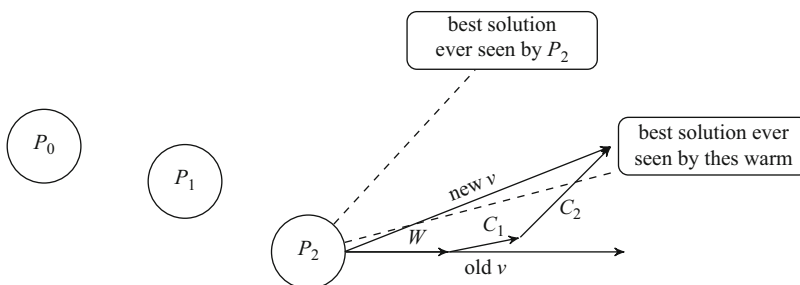 best solution
ever seen by P₂
P₀
P₁
best solution ever
seen by thes warm
new v
C₂
C₁
W
P₂
old v